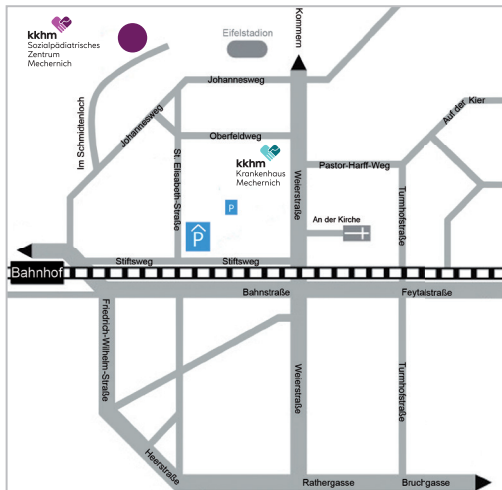 kkhm
Sozialpädiatrisches
Zentrum
Mechernich
Eifelstadion
Kommern
Im Schmidtenloch
Johannesweg
Johannesweg
Auf der Kier
Oberfeldweg
St. Elisabeth-Straße
kkhm
Krankenhaus
Mechernich
Weierstraße
Pastor-Harff-Weg
Turmhofstraße
P
P
An der Kirche
Stiftsweg
Stiftsweg
Bahnhof
Bahnstraße
Feytalstraße
Friedrich-Wilhelm-Straße
Weierstraße
Turmhofstraße
Heerstraße
Rathergasse
Bruchgasse